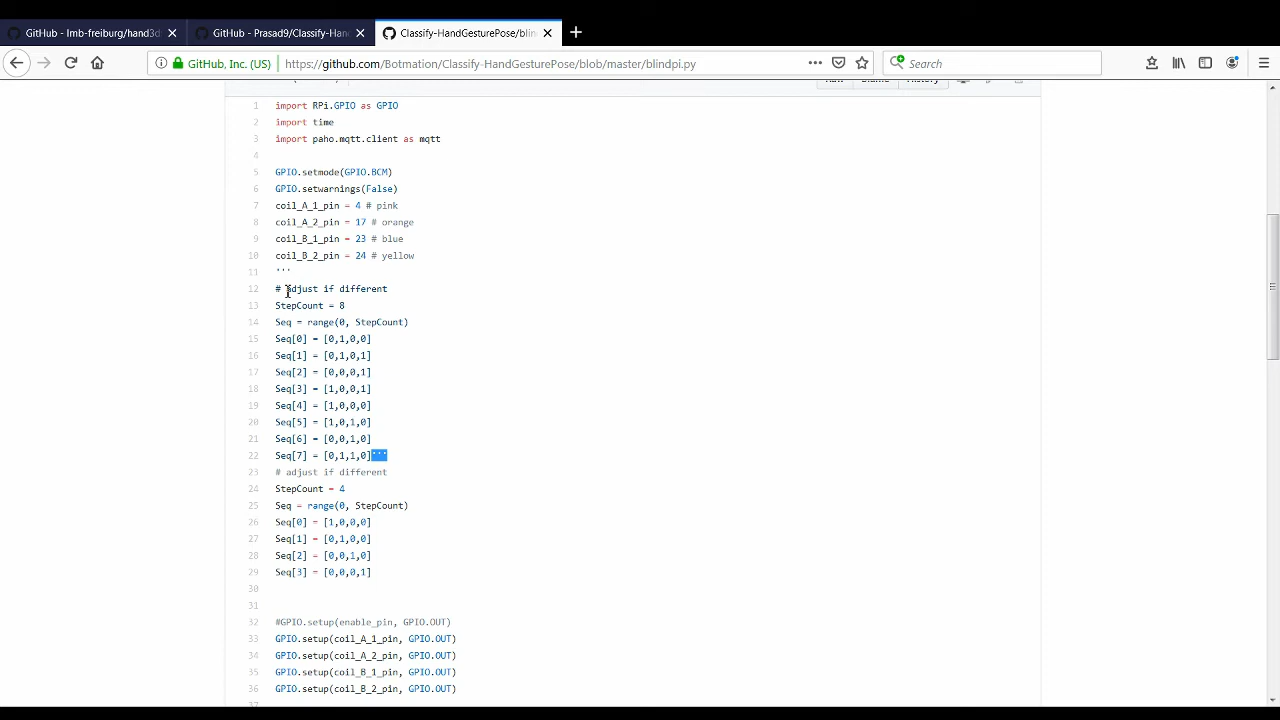 GitHub - lmb-freiburg/hand3d
GitHub - Prasad9/Classify-Han
Classify-HandGesturePose/blin
GitHub, Inc. (US)
https://github.com/Botmation/Classify-HandGesturePose/blob/master/blindpi.py
Search
1 import RPi.GPIO as GPIO
2 import time
3 import paho.mqtt.client as mqtt
4
5 GPIO.setmode(GPIO.BCM)
6 GPIO.setwarnings(False)
7 coil_A_1_pin = 4 # pink
8 coil_A_2_pin = 17 # orange
9 coil_B_1_pin = 23 # blue
10 coil_B_2_pin = 24 # yellow
11 '''
12 # adjust if different
13 StepCount = 8
14 Seq = range(0, StepCount)
15 Seq[0] = [0,1,0,0]
16 Seq[1] = [0,1,0,1]
17 Seq[2] = [0,0,0,1]
18 Seq[3] = [1,0,0,1]
19 Seq[4] = [1,0,0,0]
20 Seq[5] = [1,0,1,0]
21 Seq[6] = [0,0,1,0]
22 Seq[7] = [0,1,1,0]'''
23 # adjust if different
24 StepCount = 4
25 Seq = range(0, StepCount)
26 Seq[0] = [1,0,0,0]
27 Seq[1] = [0,1,0,0]
28 Seq[2] = [0,0,1,0]
29 Seq[3] = [0,0,0,1]
30
31
32 #GPIO.setup(enable_pin, GPIO.OUT)
33 GPIO.setup(coil_A_1_pin, GPIO.OUT)
34 GPIO.setup(coil_A_2_pin, GPIO.OUT)
35 GPIO.setup(coil_B_1_pin, GPIO.OUT)
36 GPIO.setup(coil_B_2_pin, GPIO.OUT)